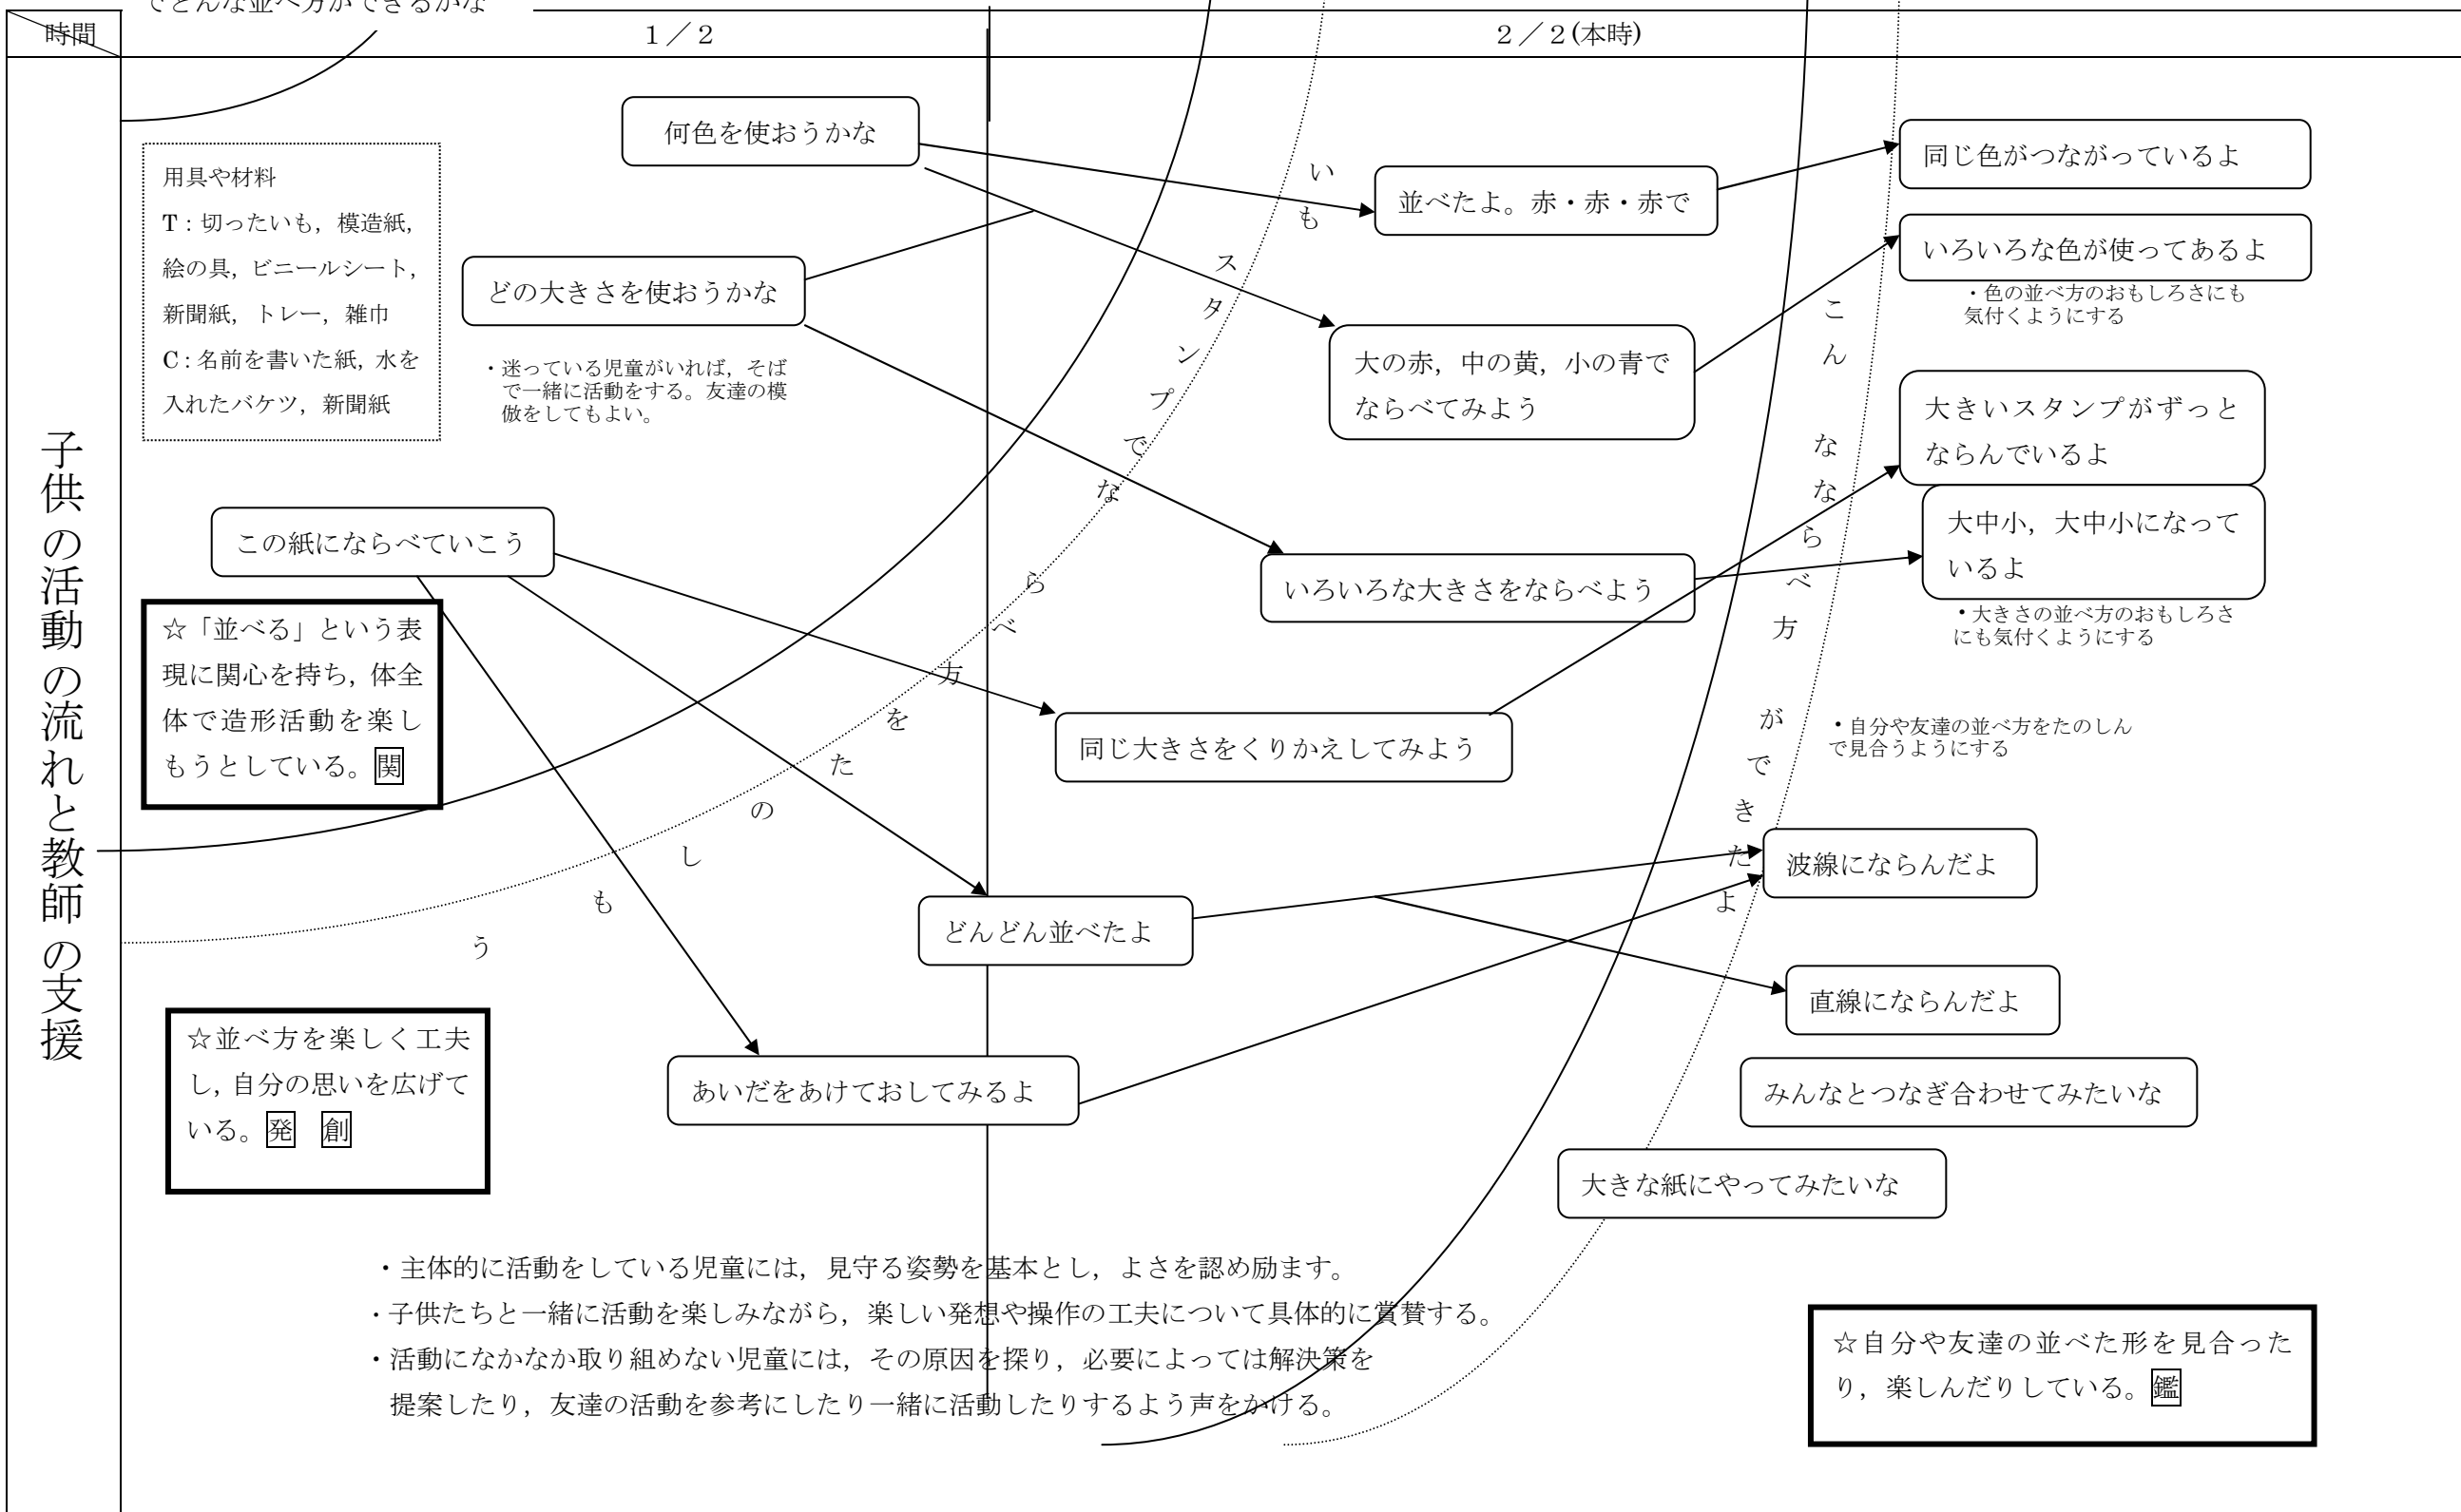 でどんな並べ方ができるかな
時間
１／２
２／２(本時)
子供の活動の流れと教師の支援
用具や材料
T：切ったいも，模造紙，
絵の具，ビニールシート，
新聞紙，トレー，雑巾
C：名前を書いた紙，水を
入れたバケツ，新聞紙
何色を使おうかな
どの大きさを使おうかな
・迷っている児童がいれば，そば
で一緒に活動をする。友達の模
倣をしてもよい。
この紙にならべていこう
☆「並べる」という表
現に関心を持ち，体全
体で造形活動を楽し
もうとしている。関
☆並べ方を楽しく工夫
し，自分の思いを広げて
いる。発　創
いもスタンプでならべ方をたのしもう
並べたよ。赤・赤・赤で
大の赤，中の黄，小の青で
ならべてみよう
いろいろな大きさをならべよう
同じ大きさをくりかえしてみよう
どんどん並べたよ
あいだをあけておしてみるよ
こんな ならべ方 ができたよ
同じ色がつながっているよ
いろいろな色が使ってあるよ
・色の並べ方のおもしろさにも
気付くようにする
大きいスタンプがずっと
ならんでいるよ
大中小，大中小になって
いるよ
・大きさの並べ方のおもしろさ
にも気付くようにする
・自分や友達の並べ方をたのしん
で見合うようにする
波線にならんだよ
直線にならんだよ
みんなとつなぎ合わせてみたいな
大きな紙にやってみたいな
・主体的に活動をしている児童には，見守る姿勢を基本とし，よさを認め励ます。
・子供たちと一緒に活動を楽しみながら，楽しい発想や操作の工夫について具体的に賞賛する。
・活動になかなか取り組めない児童には，その原因を探り，必要によっては解決策を
提案したり，友達の活動を参考にしたり一緒に活動したりするよう声をかける。
☆自分や友達の並べた形を見合った
り，楽しんだりしている。鑑